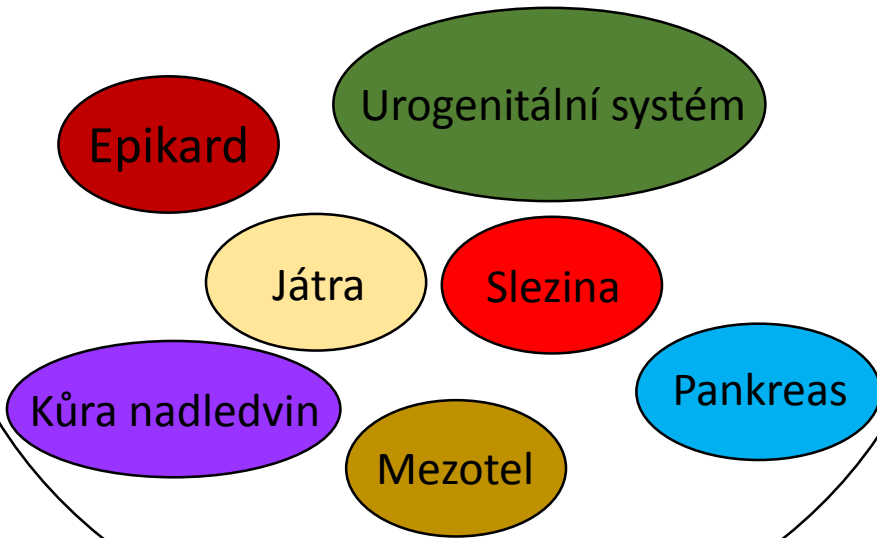 Urogenitální systém
Epikard
Játra
Slezina
Pankreas
Kůra nadledvin
Mezotel